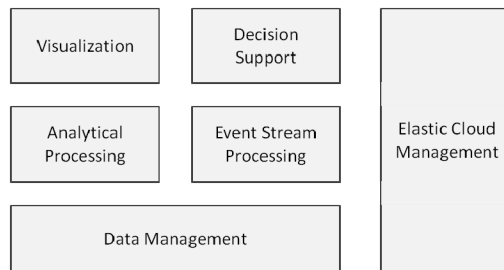 Visualization
Decision
Support
Analytical
Processing
Event Stream
Processing
Elastic Cloud
Management
Data Management